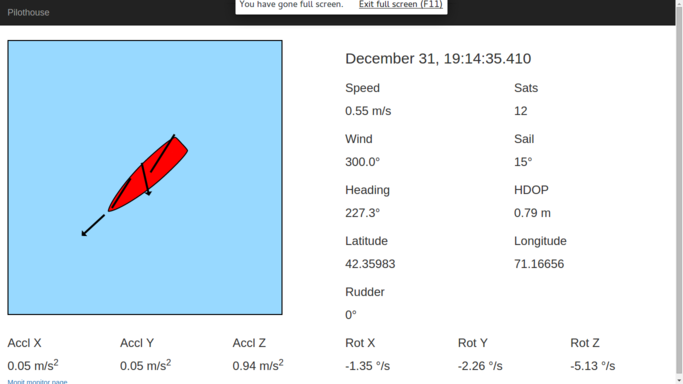 You have gone full screen. Exit full screen (F11)
Pilothouse
December 31, 19:14:35.410
Speed Sats
0.55 m/s 12
Wind Sail
300.0° 15°
Heading HDOP
227.3° 0.79 m
Latitude Longitude
42.35983 71.16656
Rudder
0°
Accl X Accl Y Accl Z Rot X Rot Y Rot Z
0.05 m/s² 0.05 m/s² 0.94 m/s² -1.35 °/s -2.26 °/s -5.13 °/s
Monit monitor page